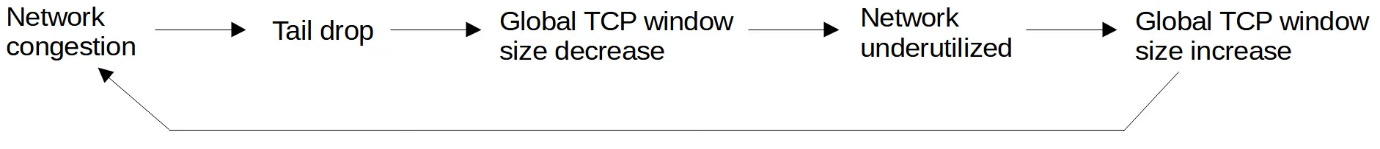 Network
congestion
Tail drop
Global TCP window
size decrease
Network
underutilized
Global TCP window
size increase